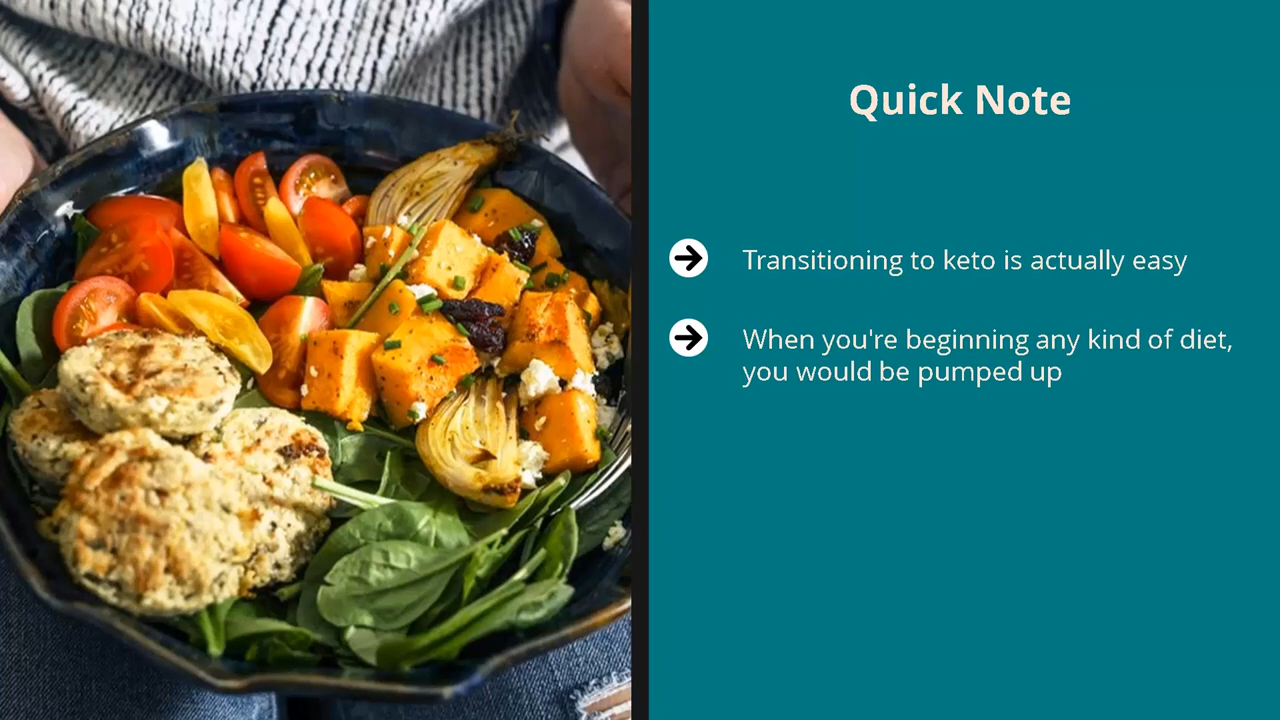 Quick Note
Transitioning to keto is actually easy
When you're beginning any kind of diet,
you would be pumped up